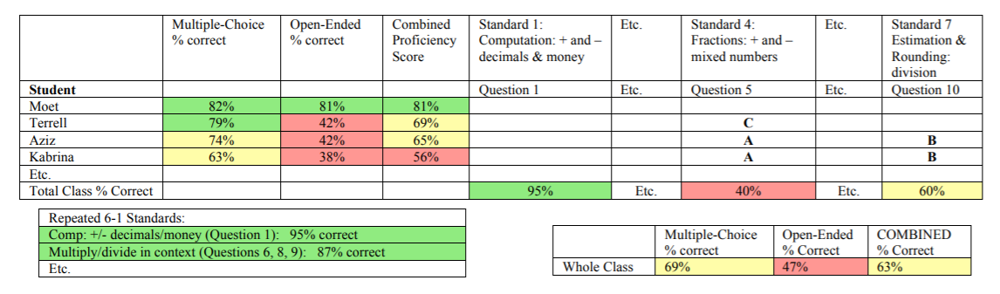 Multiple-Choice % correct Open-Ended % correct Combined Proficiency Score Standard 1: Computation: + and – decimals & money Etc. Standard 4: Fractions: + and – mixed numbers Etc. Standard 7 Estimation & Rounding: division
Student Question 1 Etc. Question 5 Etc. Question 10
Moet 82% 81% 81%
Terrell 79% 42% 69% C
Aziz 74% 42% 65% A B
Kabrina 63% 38% 56% A B
Etc.
Total Class % Correct 95% Etc. 40% Etc. 60%
Repeated 6-1 Standards:
Comp: +/- decimals/money (Question 1): 95% correct
Multiply/divide in context (Questions 6, 8, 9): 87% correct
Etc.
Multiple-Choice % correct Open-Ended % Correct COMBINED % Correct
Whole Class 69% 47% 63%